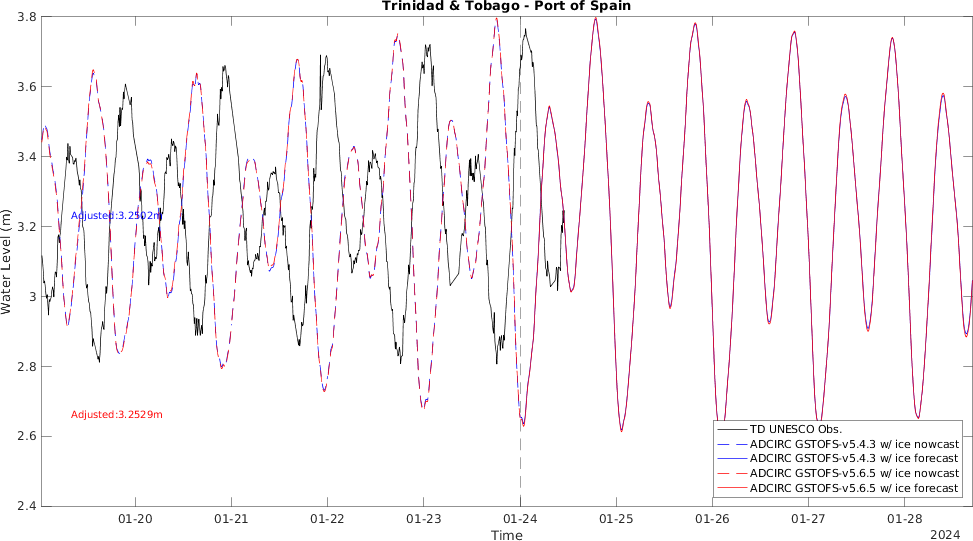 Trinidad & Tobago - Port of Spain
3.8
3.6
3.4
3.2
3
2.8
2.6
2.4
Water Level (m)
Adjusted:3.2502m
Adjusted:3.2529m
TD UNESCO Obs.
ADCIRC GSTOFS-v5.4.3 w/ ice nowcast
ADCIRC GSTOFS-v5.4.3 w/ ice forecast
ADCIRC GSTOFS-v5.6.5 w/ ice nowcast
ADCIRC GSTOFS-v5.6.5 w/ ice forecast
01-20 01-21 01-22 01-23 01-24 01-25 01-26 01-27 01-28
Time
2024